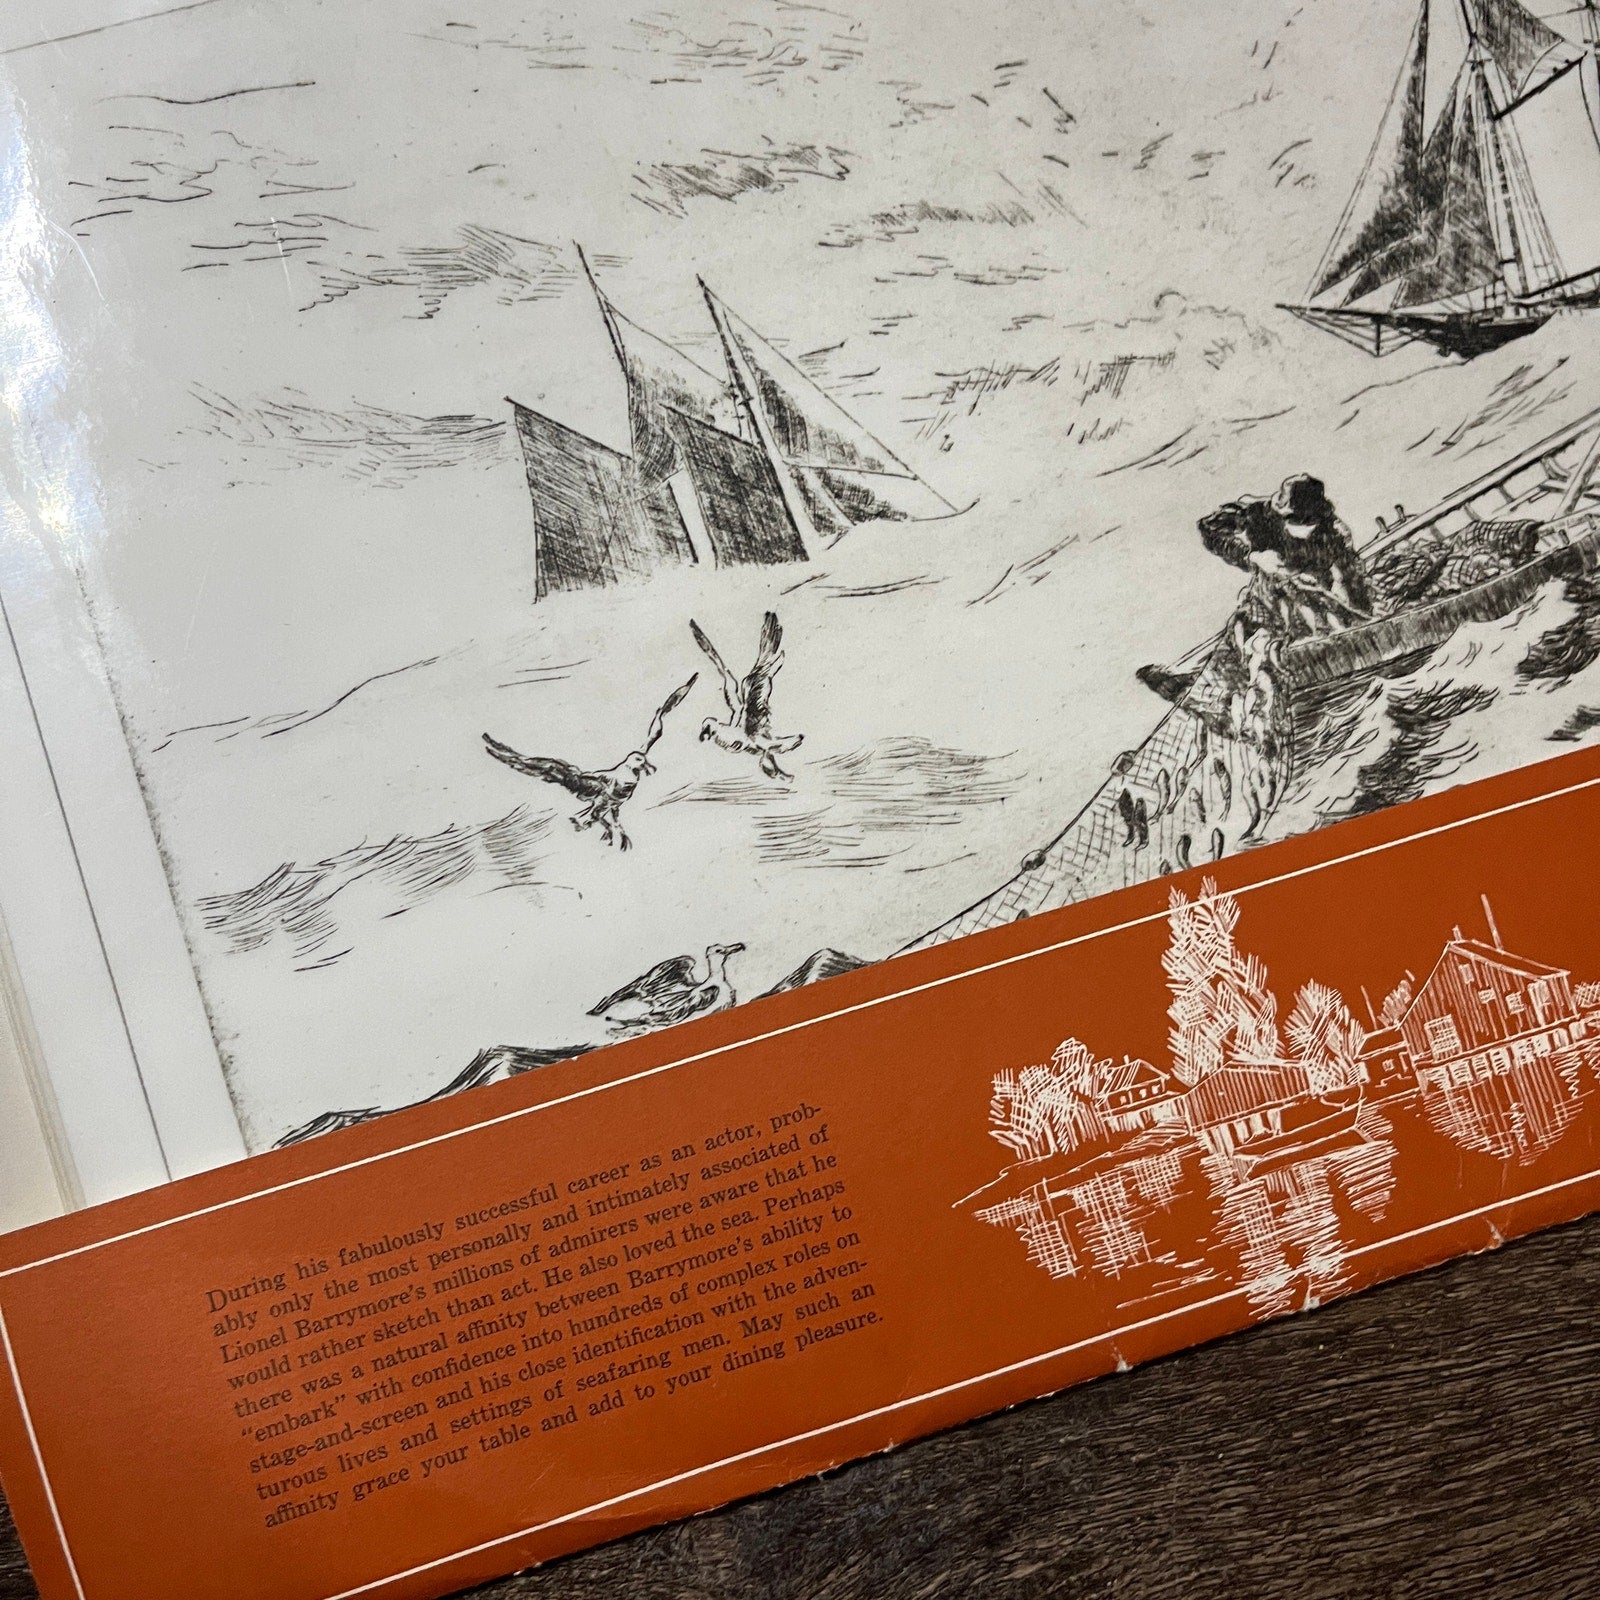 During his fabulously successful career as an actor, prob-
ably only the most personally and intimately associated of
Lionel Barrymore's millions of admirers were aware that he
would rather sketch than act. He also loved the sea. Perhaps
there was a natural affinity between Barrymore's ability to
“embark” with confidence into hundreds of complex roles on
stage-and-screen and his close identification with the adven-
turous lives and settings of seafaring men. May such an
affinity grace your table and add to your dining pleasure.